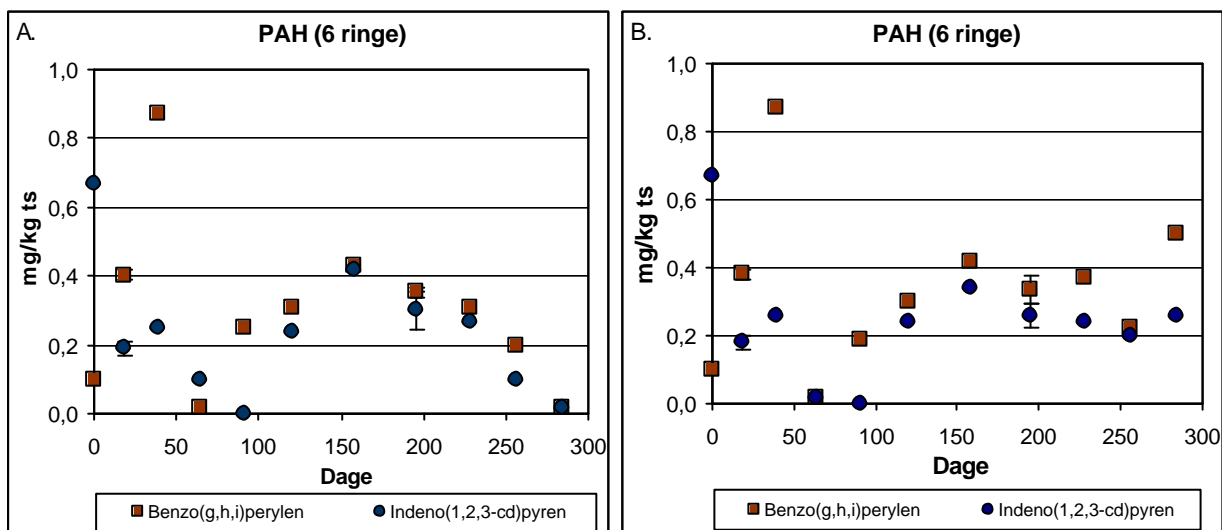 A.
PAH (6 ringe)
1,0
0,8
0,6
0,4
0,2
0,0
mg/kg ts
0 50 100 150 200 250 300
Dage
Benzo(g,h,i)perylen Indeno(1,2,3-cd)pyren
B.
PAH (6 ringe)
1,0
0,8
0,6
0,4
0,2
0,0
mg/kg ts
0 50 100 150 200 250 300
Dage
Benzo(g,h,i)perylen Indeno(1,2,3-cd)pyren